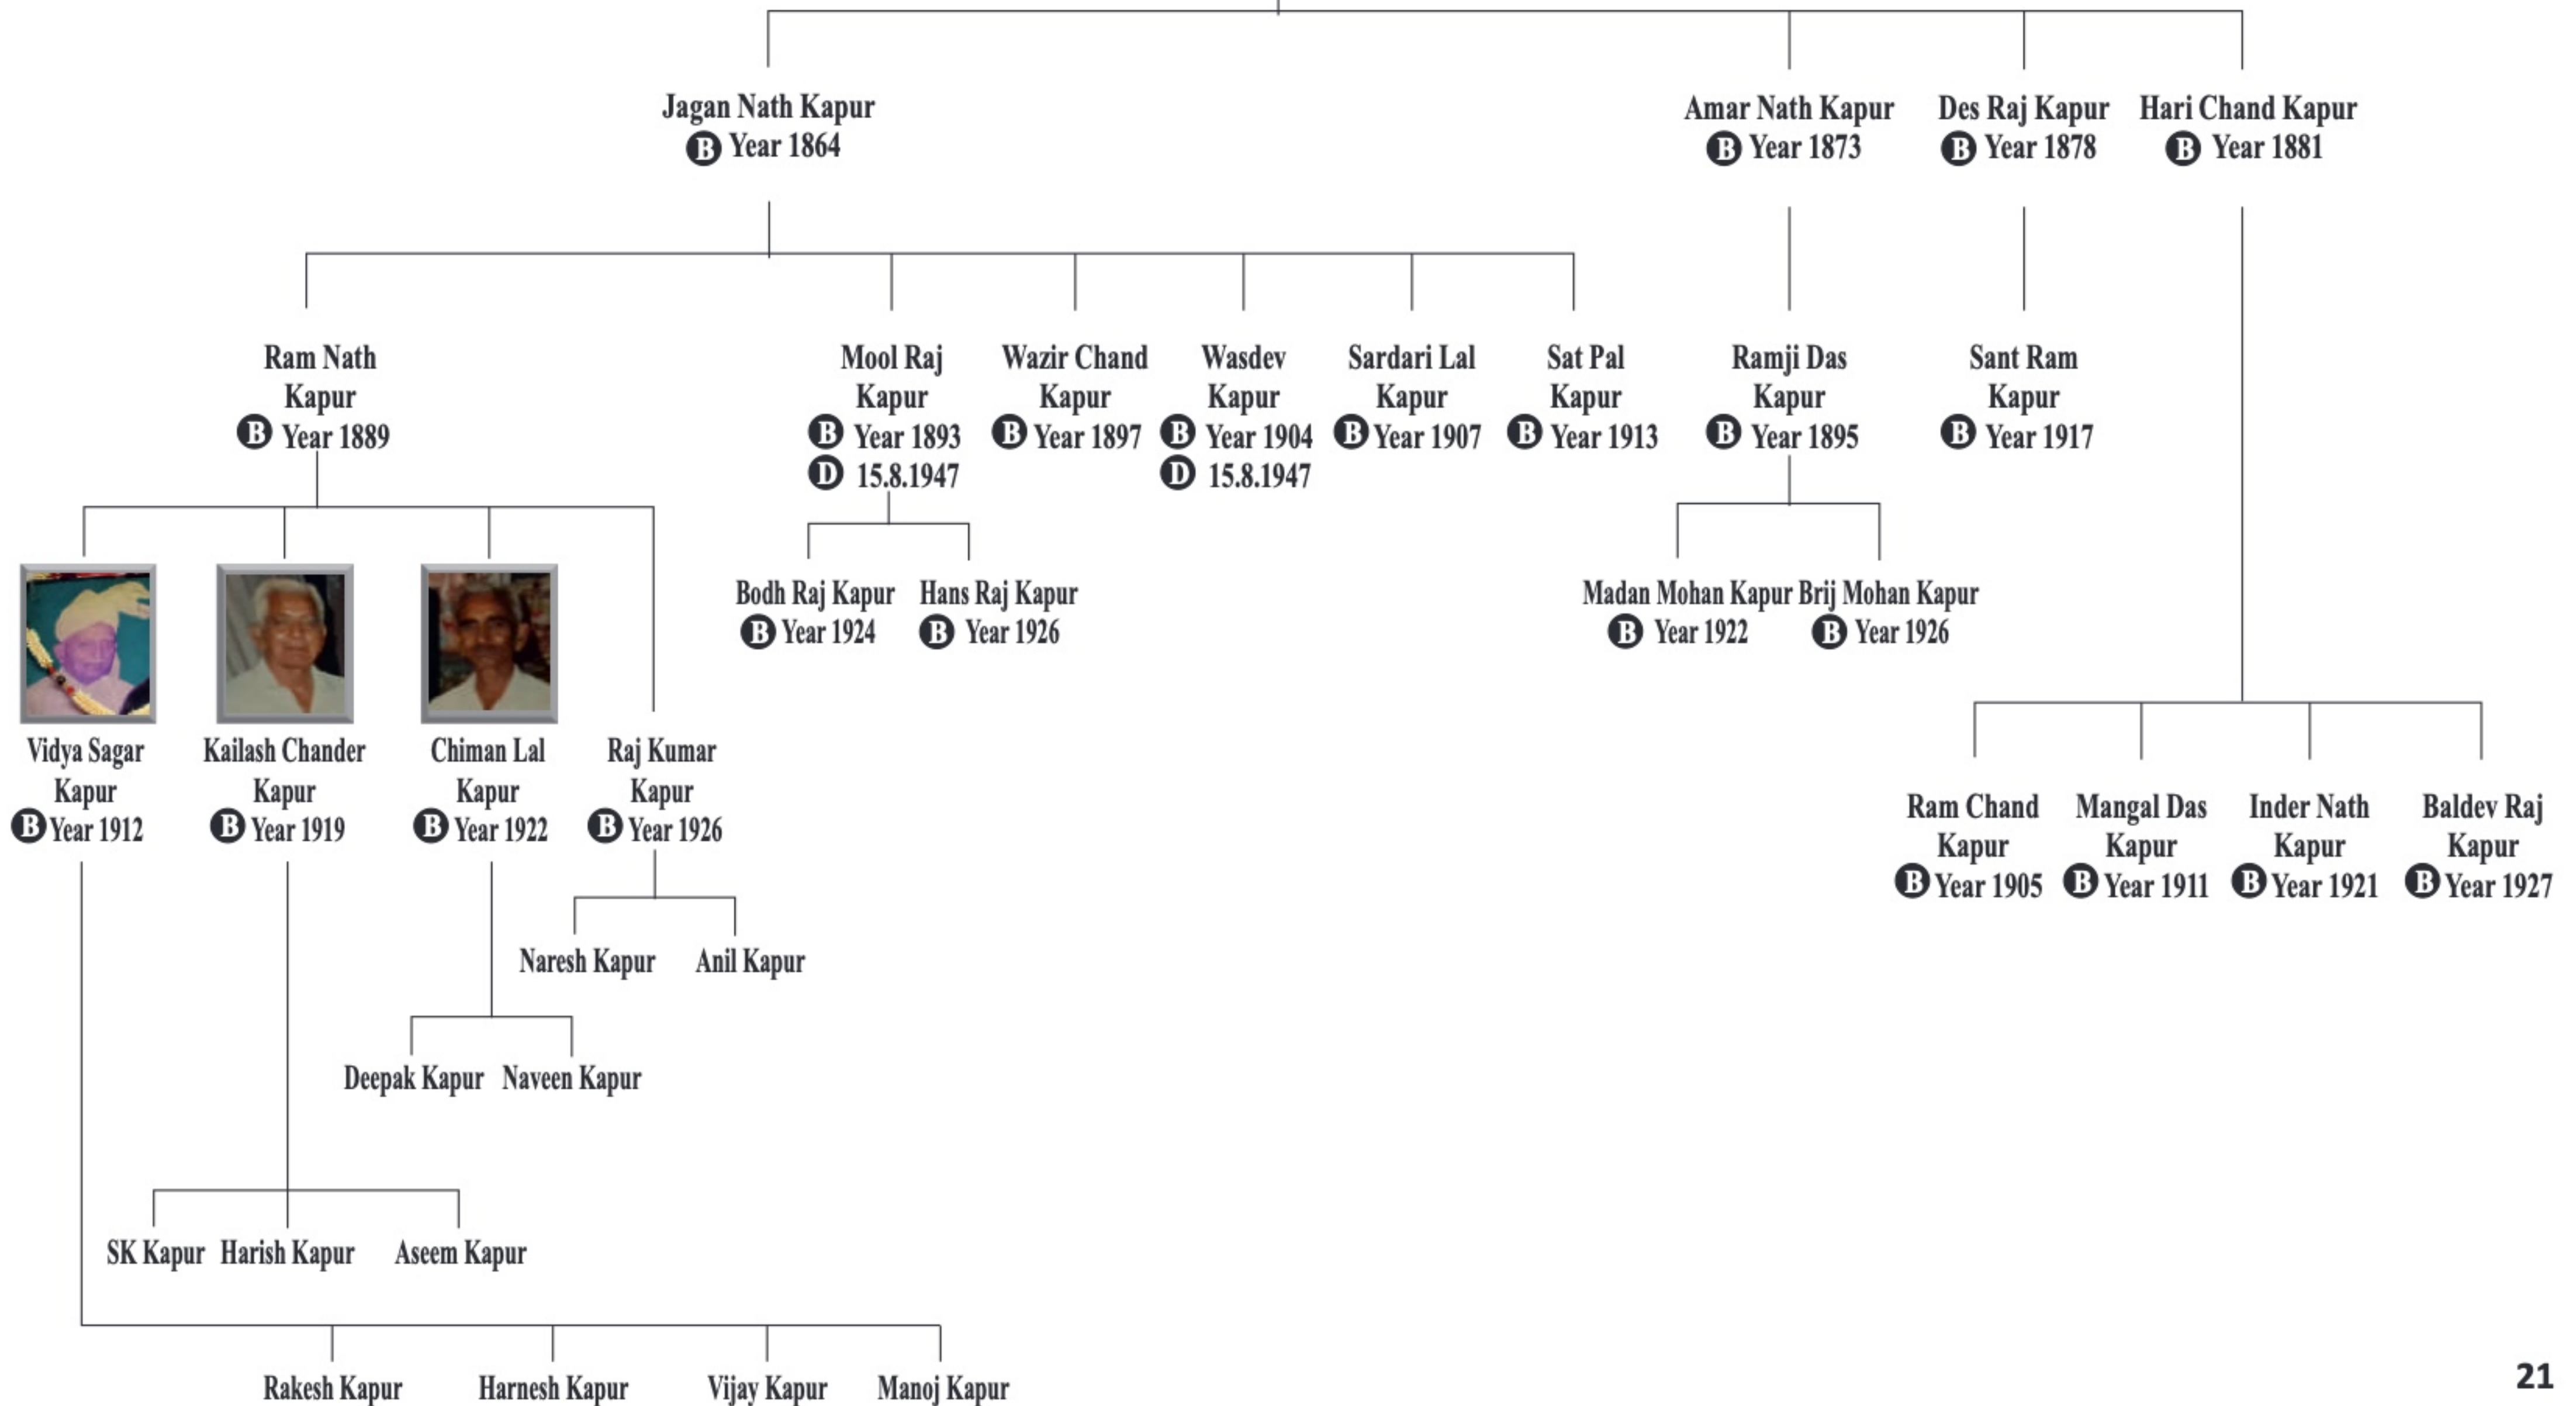 Jagan Nath Kapur
B Year 1864
Amar Nath Kapur
B Year 1873
Des Raj Kapur
B Year 1878
Hari Chand Kapur
B Year 1881
Ram Nath
Kapur
B Year 1889
Mool Raj
Kapur
B Year 1893
D 15.8.1947
Wazir Chand
Kapur
B Year 1897
Wasdev
Kapur
B Year 1904
D 15.8.1947
Sardari Lal
Kapur
B Year 1907
Sat Pal
Kapur
B Year 1913
Ramji Das
Kapur
B Year 1895
Sant Ram
Kapur
B Year 1917
Bodh Raj Kapur
B Year 1924
Hans Raj Kapur
B Year 1926
Madan Mohan Kapur
B Year 1922
Brij Mohan Kapur
B Year 1926
Vidya Sagar
Kapur
B Year 1912
Kailash Chander
Kapur
B Year 1919
Chiman Lal
Kapur
B Year 1922
Raj Kumar
Kapur
B Year 1926
Ram Chand
Kapur
B Year 1905
Mangal Das
Kapur
B Year 1911
Inder Nath
Kapur
B Year 1921
Baldev Raj
Kapur
B Year 1927
Naresh Kapur
Anil Kapur
Deepak Kapur
Naveen Kapur
SK Kapur
Harish Kapur
Aseem Kapur
Rakesh Kapur
Harnesh Kapur
Vijay Kapur
Manoj Kapur
21